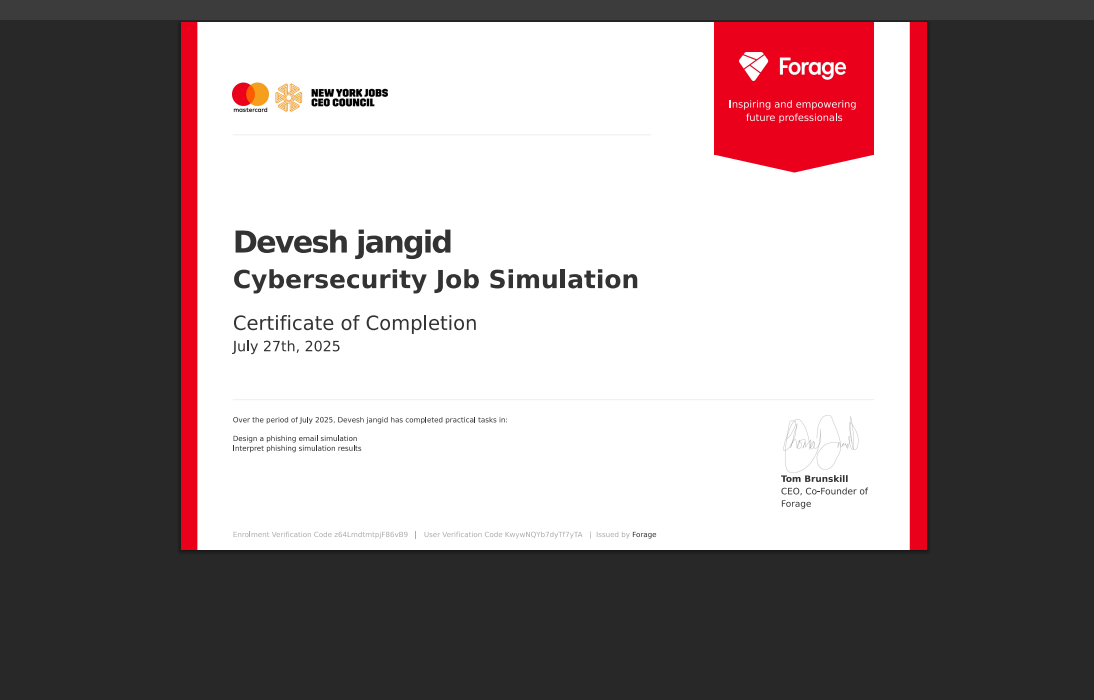 mastercard
NEW YORK JOBS
CEO COUNCIL
Forage
Inspiring and empowering
future professionals
Devesh jangid
Cybersecurity Job Simulation
Certificate of Completion
July 27th, 2025
Over the period of July 2025, Devesh jangid has completed practical tasks in:
Design a phishing email simulation
Interpret phishing simulation results
Tom Brunskill
CEO, Co-Founder of
Forage
Enrolment Verification Code z64LmdtmtpjF86vB9 | User Verification Code KwywNQYb7dyTf7yTA | Issued by Forage